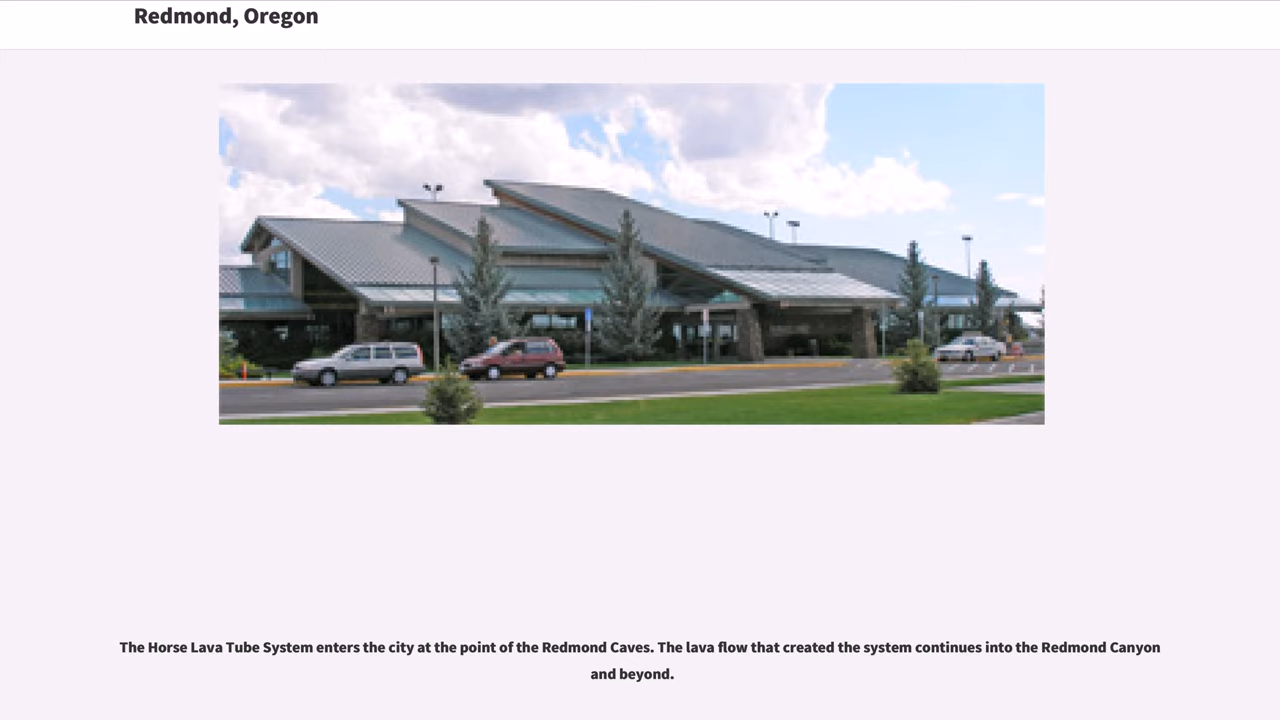 Redmond, Oregon
The Horse Lava Tube System enters the city at the point of the Redmond Caves. The lava flow that created the system continues into the Redmond Canyon
and beyond.